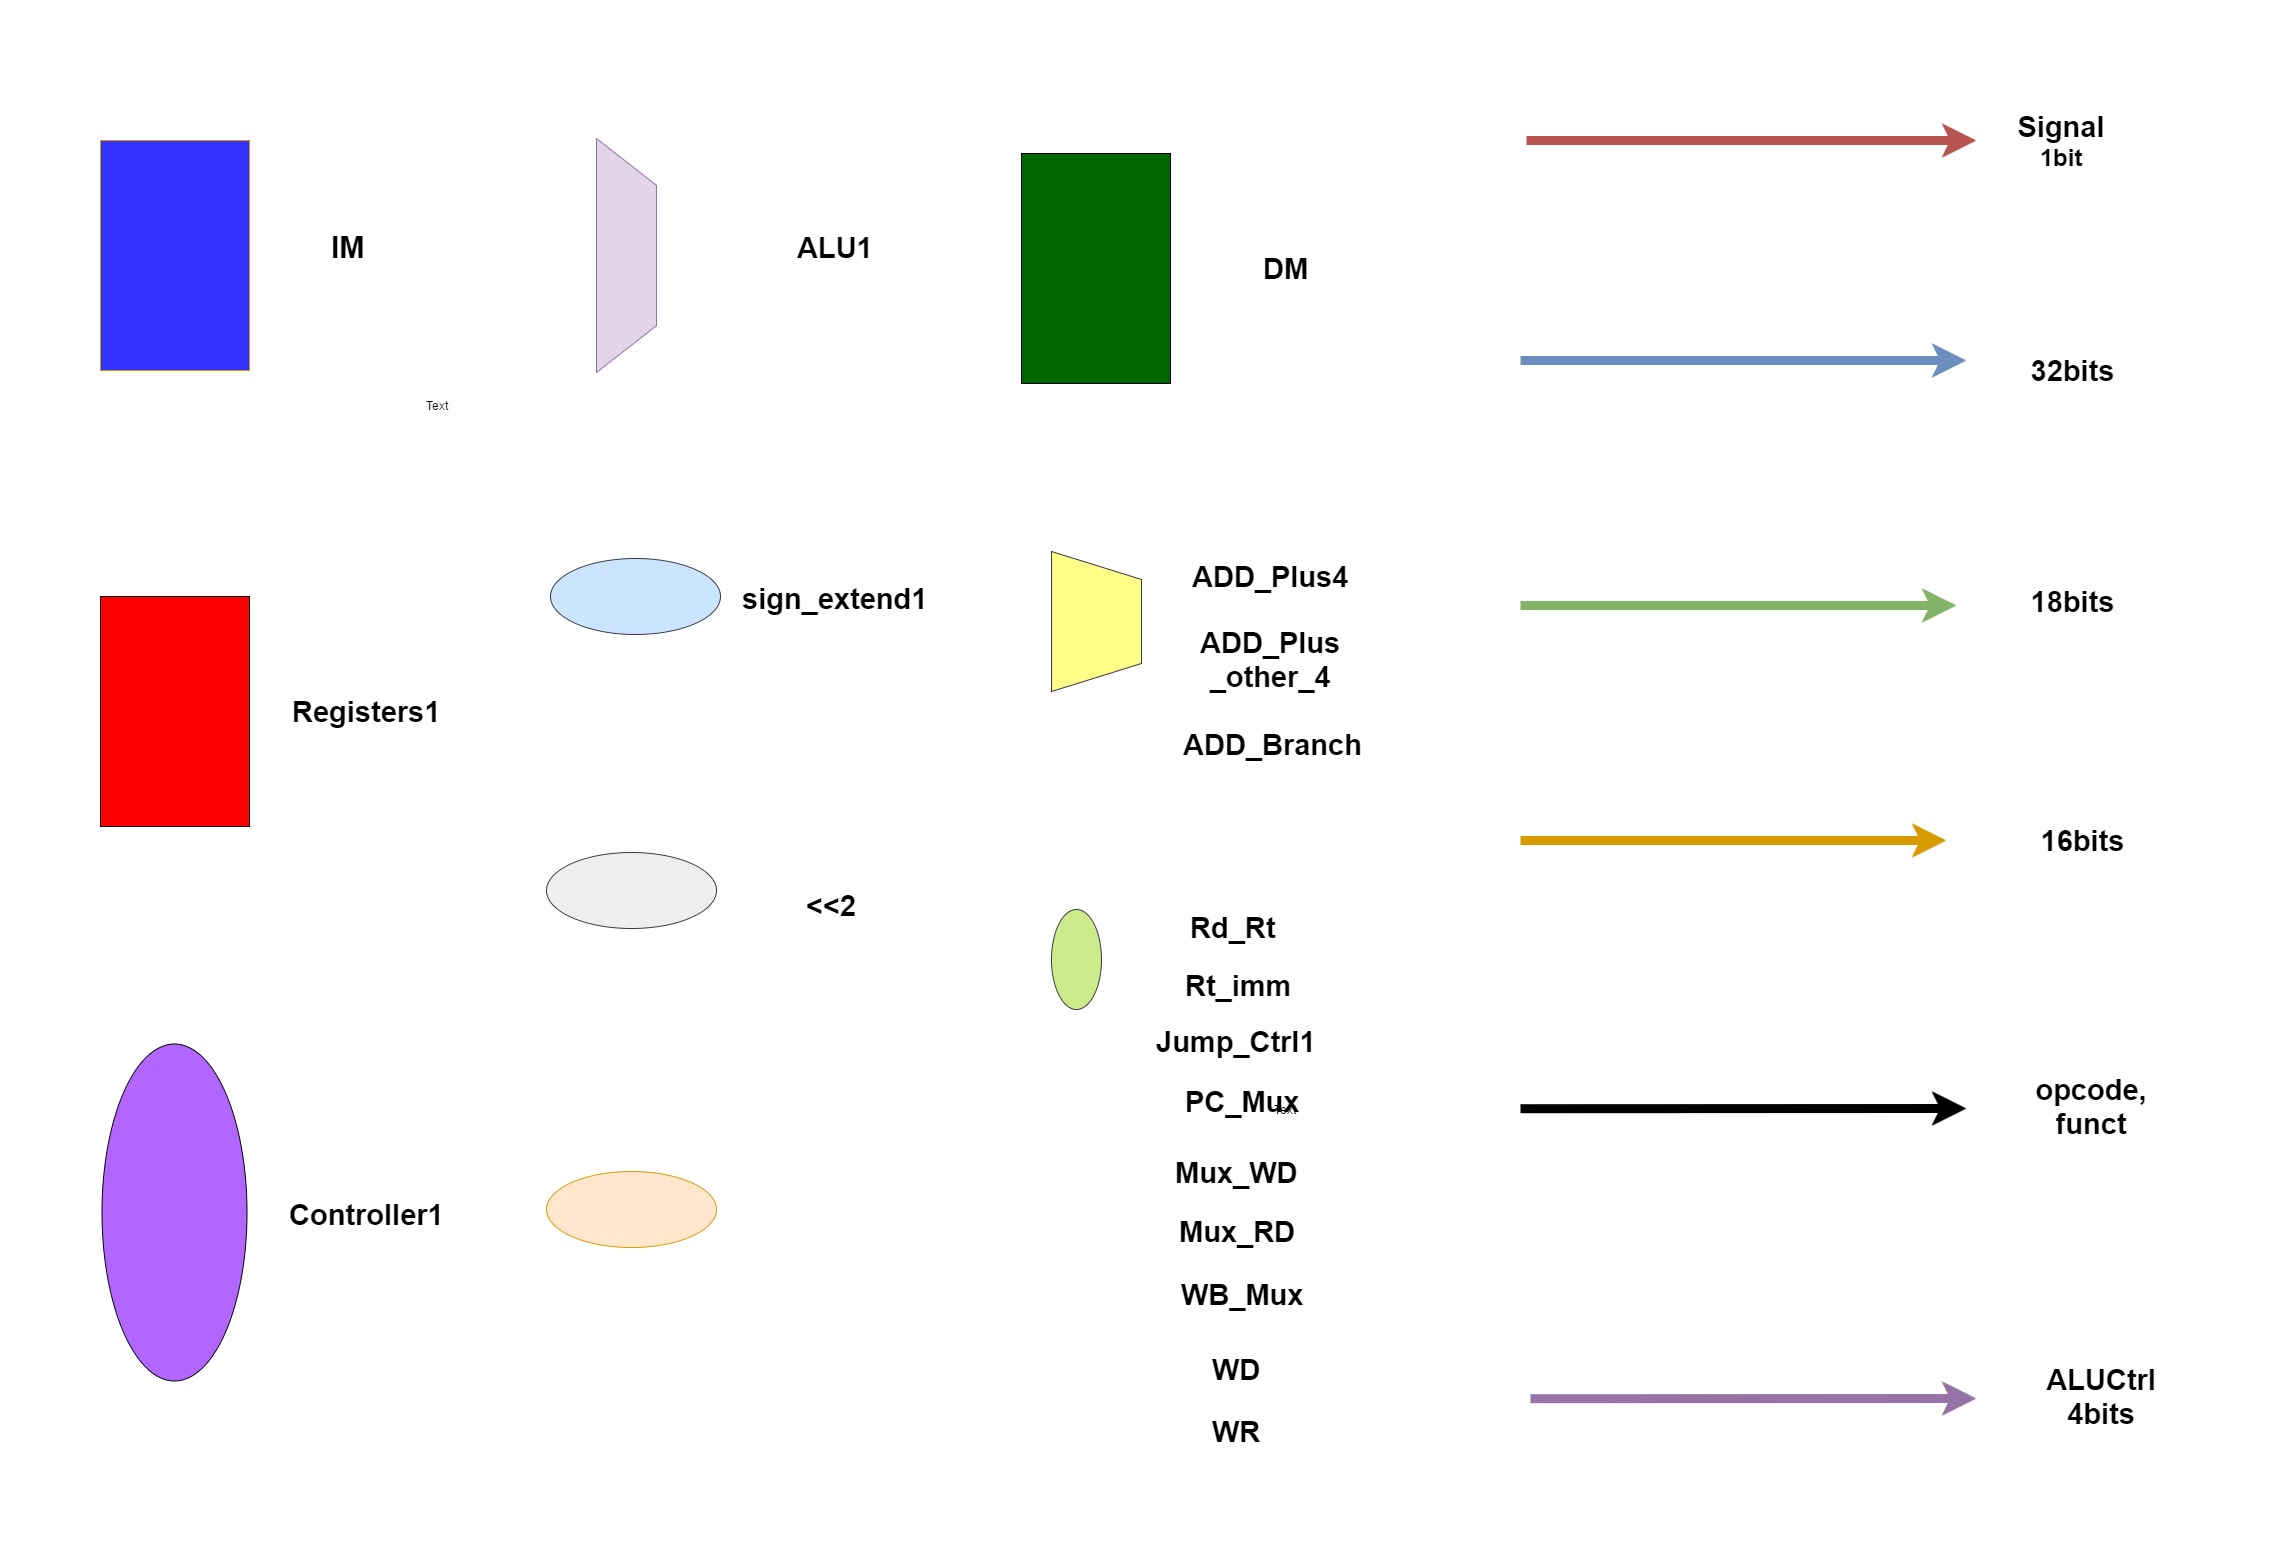 IM
Text
ALU1
DM
Signal
1bit
32bits
Registers1
sign_extend1
ADD_Plus4
ADD_Plus
_other_4
ADD_Branch
18bits
<<2
16bits
Rd_Rt
Rt_imm
Jump_Ctrl1
PC_Mux
Text
Mux_WD
Mux_RD
WB_Mux
WD
WR
Controller1
opcode,
funct
ALUCtrl
4bits